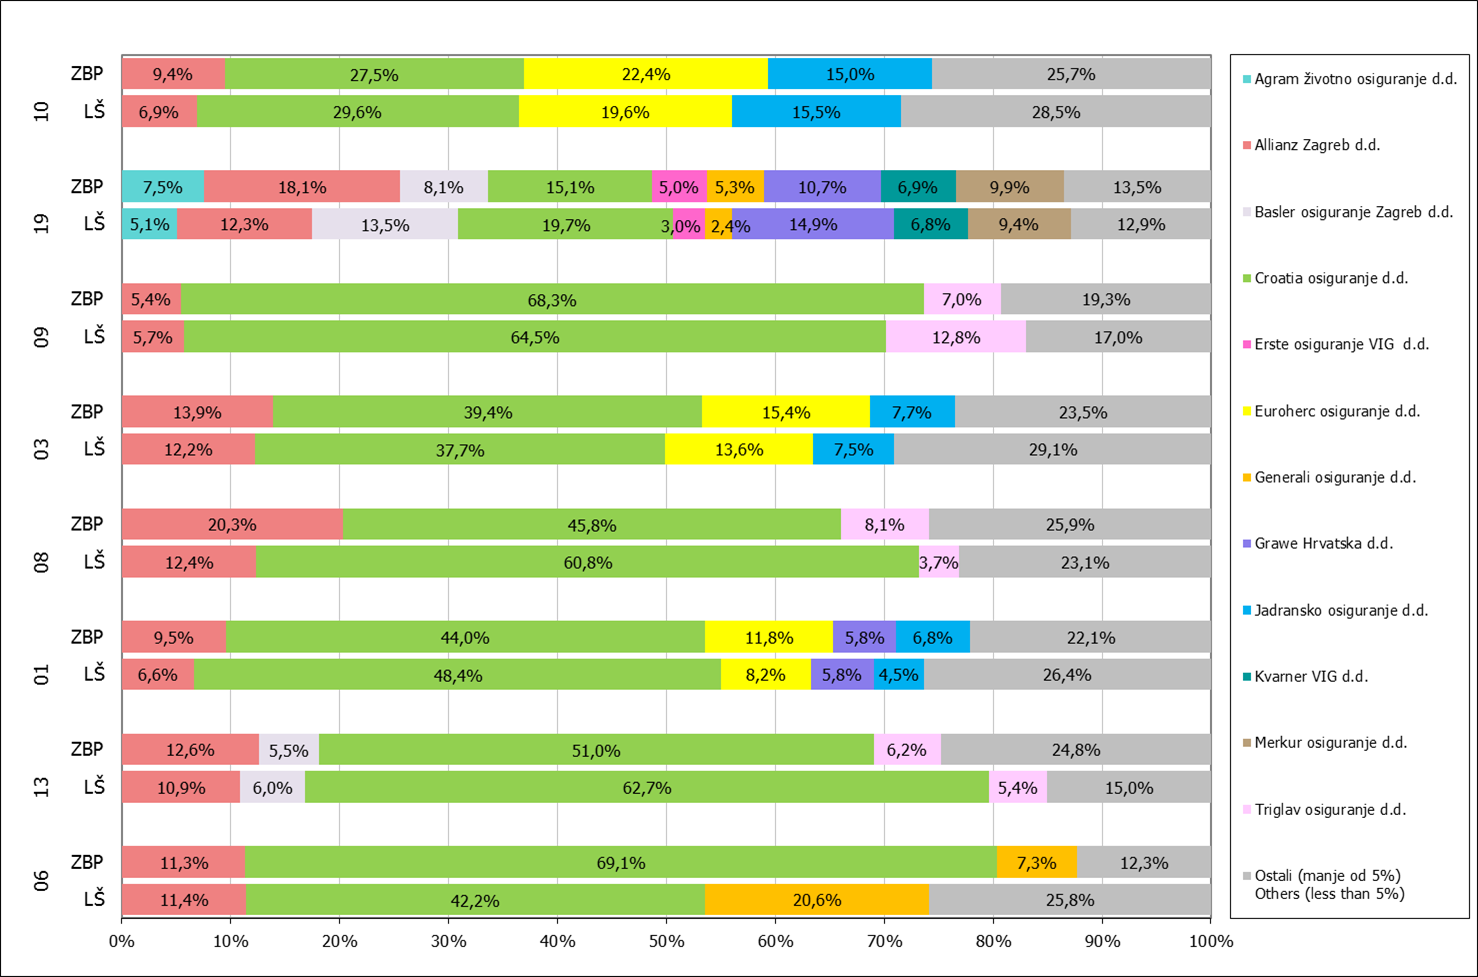 10
ZBP 9,4% 27,5% 22,4% 15,0% 25,7%
LŠ 6,9% 29,6% 19,6% 15,5% 28,5%
19
ZBP 7,5% 18,1% 8,1% 15,1% 5,0% 5,3% 10,7% 6,9% 9,9% 13,5%
LŠ 5,1% 12,3% 13,5% 19,7% 3,0% 2,4% 14,9% 6,8% 9,4% 12,9%
09
ZBP 5,4% 68,3% 7,0% 19,3%
LŠ 5,7% 64,5% 12,8% 17,0%
03
ZBP 13,9% 39,4% 15,4% 7,7% 23,5%
LŠ 12,2% 37,7% 13,6% 7,5% 29,1%
08
ZBP 20,3% 45,8% 8,1% 25,9%
LŠ 12,4% 60,8% 3,7% 23,1%
01
ZBP 9,5% 44,0% 11,8% 5,8% 6,8% 22,1%
LŠ 6,6% 48,4% 8,2% 5,8% 4,5% 26,4%
13
ZBP 12,6% 5,5% 51,0% 6,2% 24,8%
LŠ 10,9% 6,0% 62,7% 5,4% 15,0%
06
ZBP 11,3% 69,1% 7,3% 12,3%
LŠ 11,4% 42,2% 20,6% 25,8%
0% 10% 20% 30% 40% 50% 60% 70% 80% 90% 100%
Agram životno osiguranje d.d.
Allianz Zagreb d.d.
Basler osiguranje Zagreb d.d.
Croatia osiguranje d.d.
Erste osiguranje VIG d.d.
Euroherc osiguranje d.d.
Generali osiguranje d.d.
Grawe Hrvatska d.d.
Jadransko osiguranje d.d.
Kvarner VIG d.d.
Merkur osiguranje d.d.
Triglav osiguranje d.d.
Ostali (manje od 5%)
Others (less than 5%)